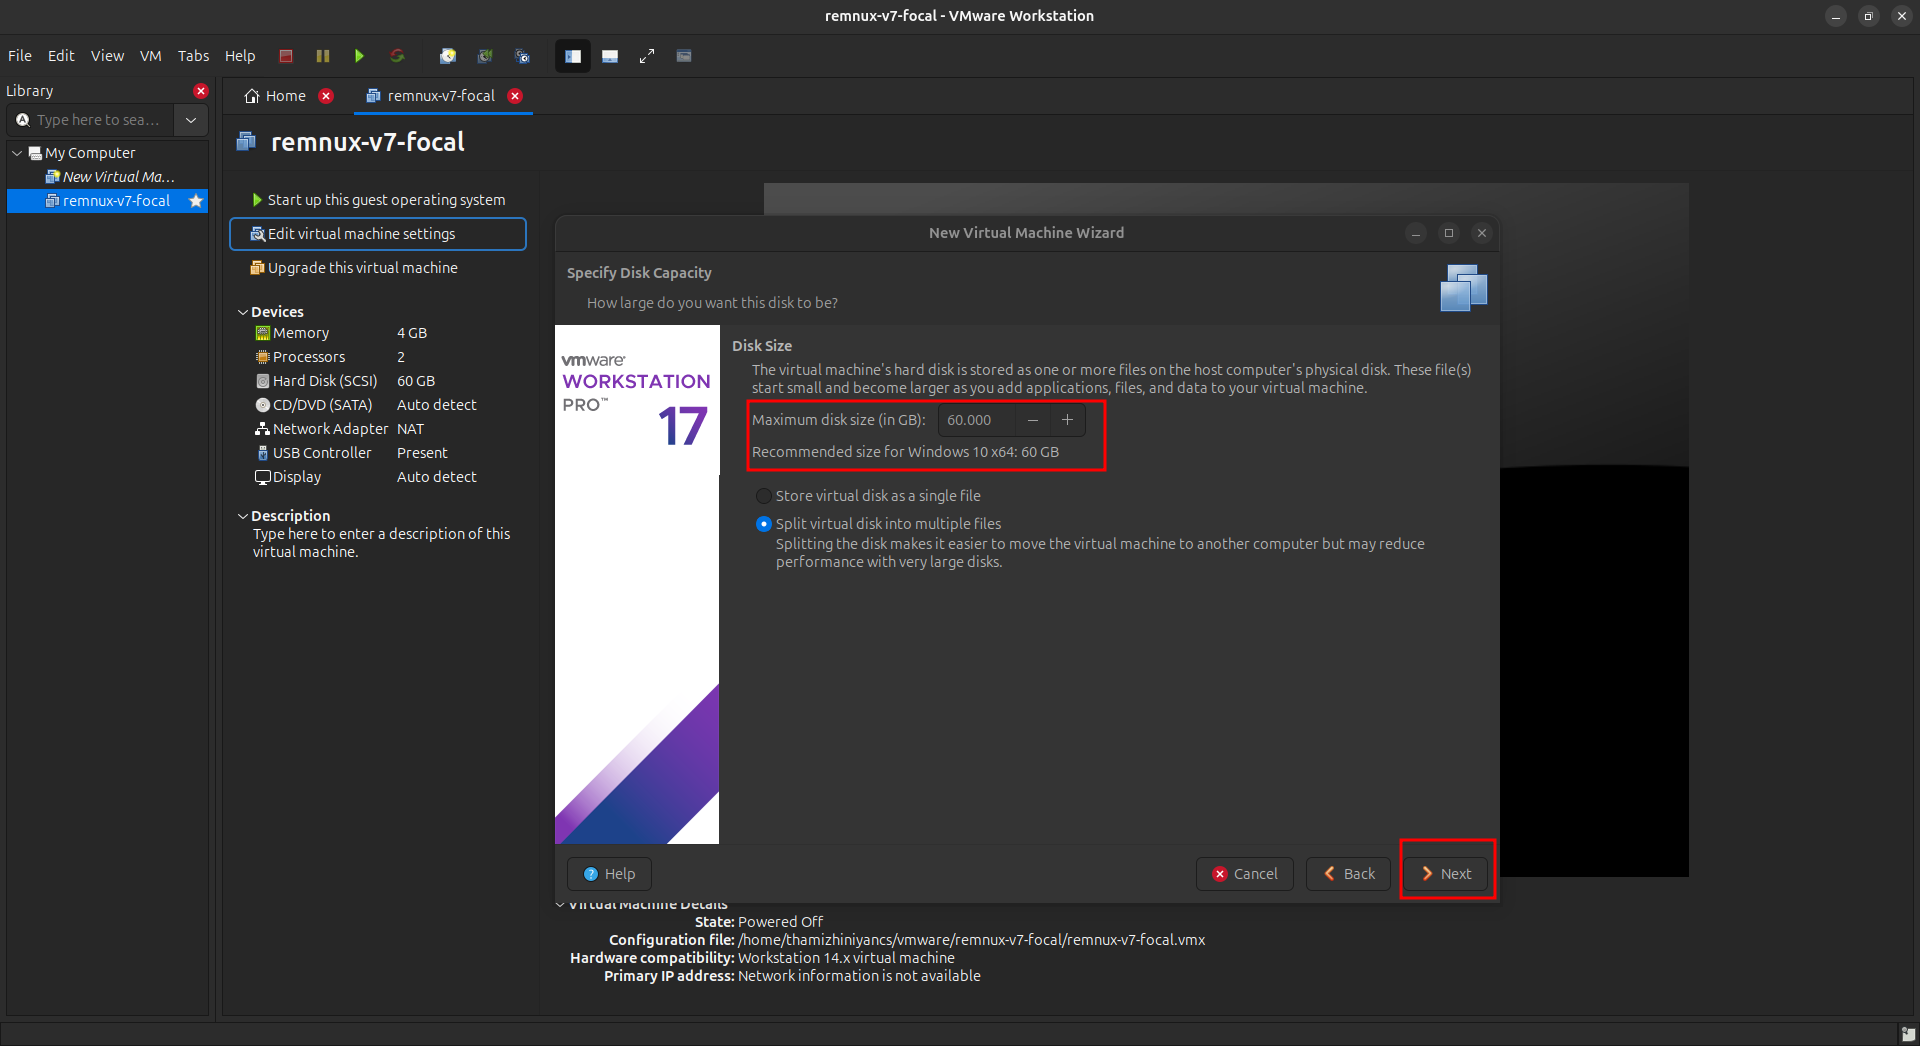 remnux-v7-focal - VMware Workstation
File Edit View VM Tabs Help
Library
Home
remnux-v7-focal
Type here to sea...
My Computer
New Virtual Ma...
remnux-v7-focal
remnux-v7-focal
Start up this guest operating system
Edit virtual machine settings
Upgrade this virtual machine
Devices
Memory 4 GB
Processors 2
Hard Disk (SCSI) 60 GB
CD/DVD (SATA) Auto detect
Network Adapter NAT
USB Controller Present
Display Auto detect
Description
Type here to enter a description of this
virtual machine.
New Virtual Machine Wizard
Specify Disk Capacity
How large do you want this disk to be?
vmware
WORKSTATION
PRO™
17
Disk Size
The virtual machine's hard disk is stored as one or more files on the host computer's physical disk. These file(s)
start small and become larger as you add applications, files, and data to your virtual machine.
Maximum disk size (in GB): 60.000 − +
Recommended size for Windows 10 x64: 60 GB
Store virtual disk as a single file
Split virtual disk into multiple files
Splitting the disk makes it easier to move the virtual machine to another computer but may reduce
performance with very large disks.
Help
Cancel
Back
Next
Virtual Machine Details
State: Powered Off
Configuration file: /home/thamizhiniyancs/vmware/remnux-v7-focal/remnux-v7-focal.vmx
Hardware compatibility: Workstation 14.x virtual machine
Primary IP address: Network information is not available